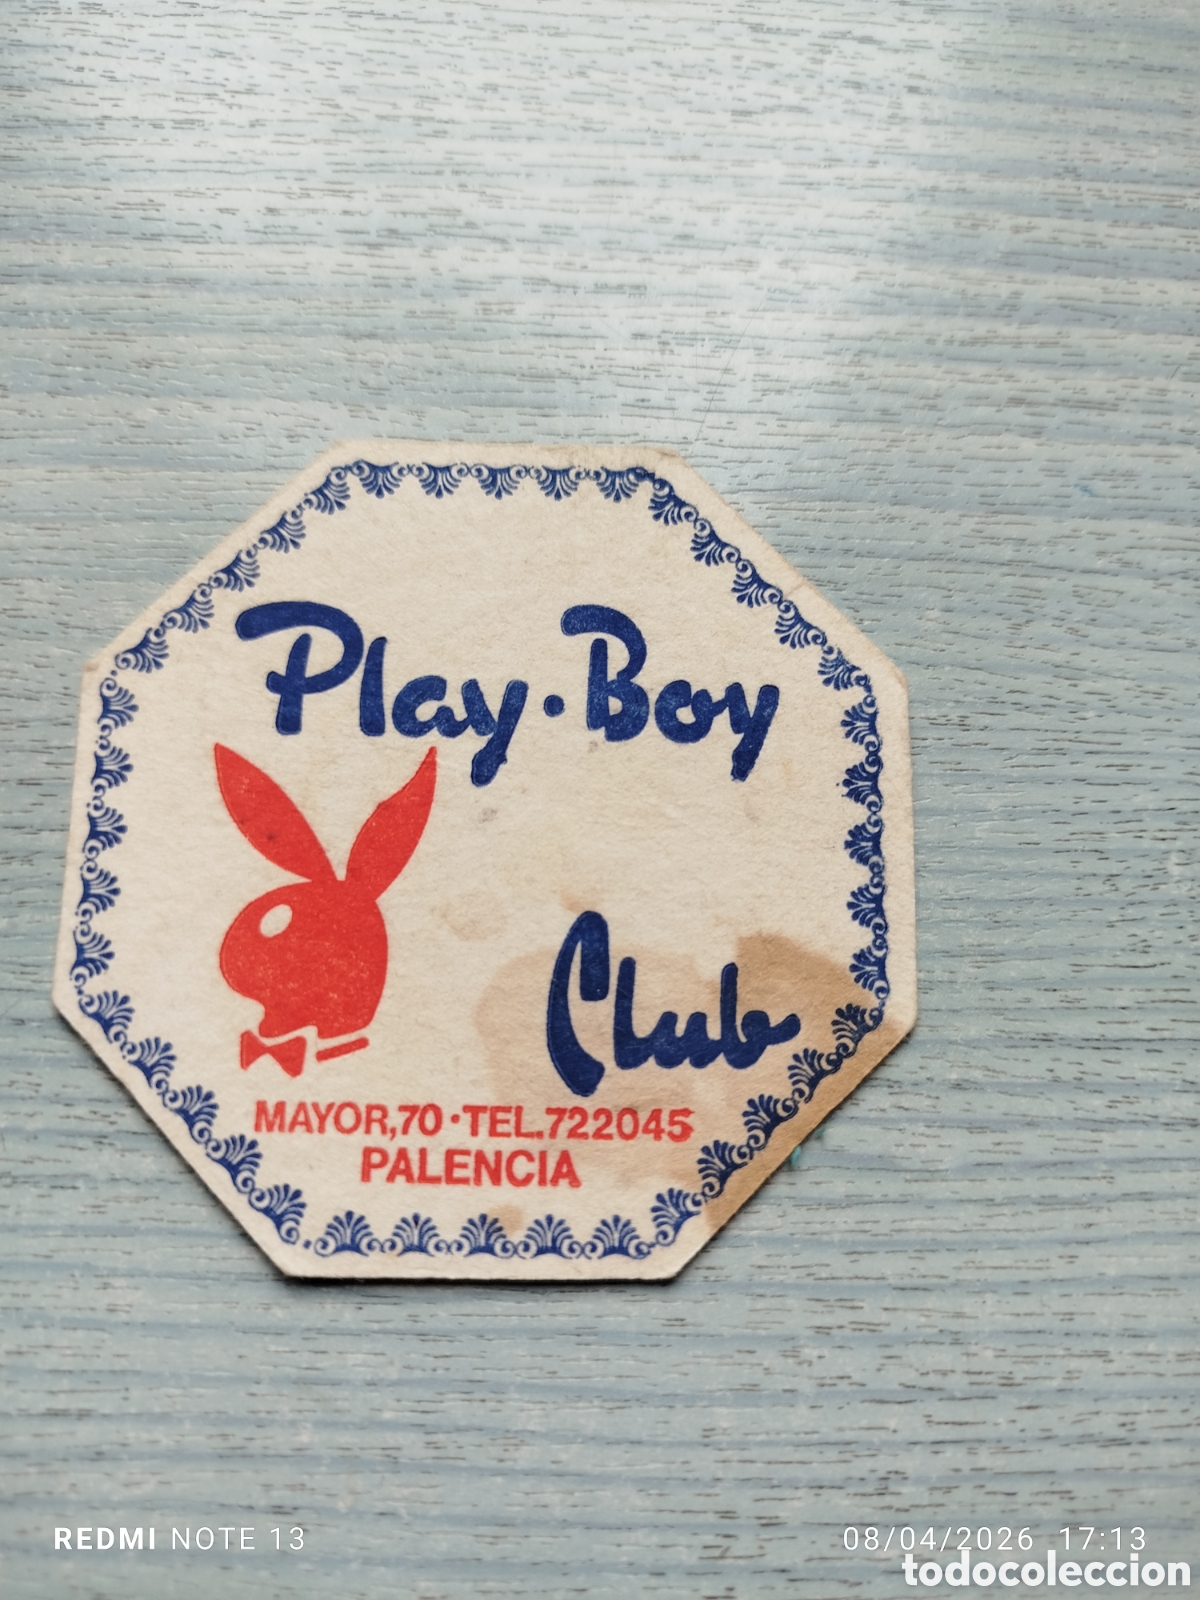 Play·Boy
Club
MAYOR,70·TEL.722045
PALENCIA
REDMI NOTE 13
08/04/2026 17:13
todocoleccion